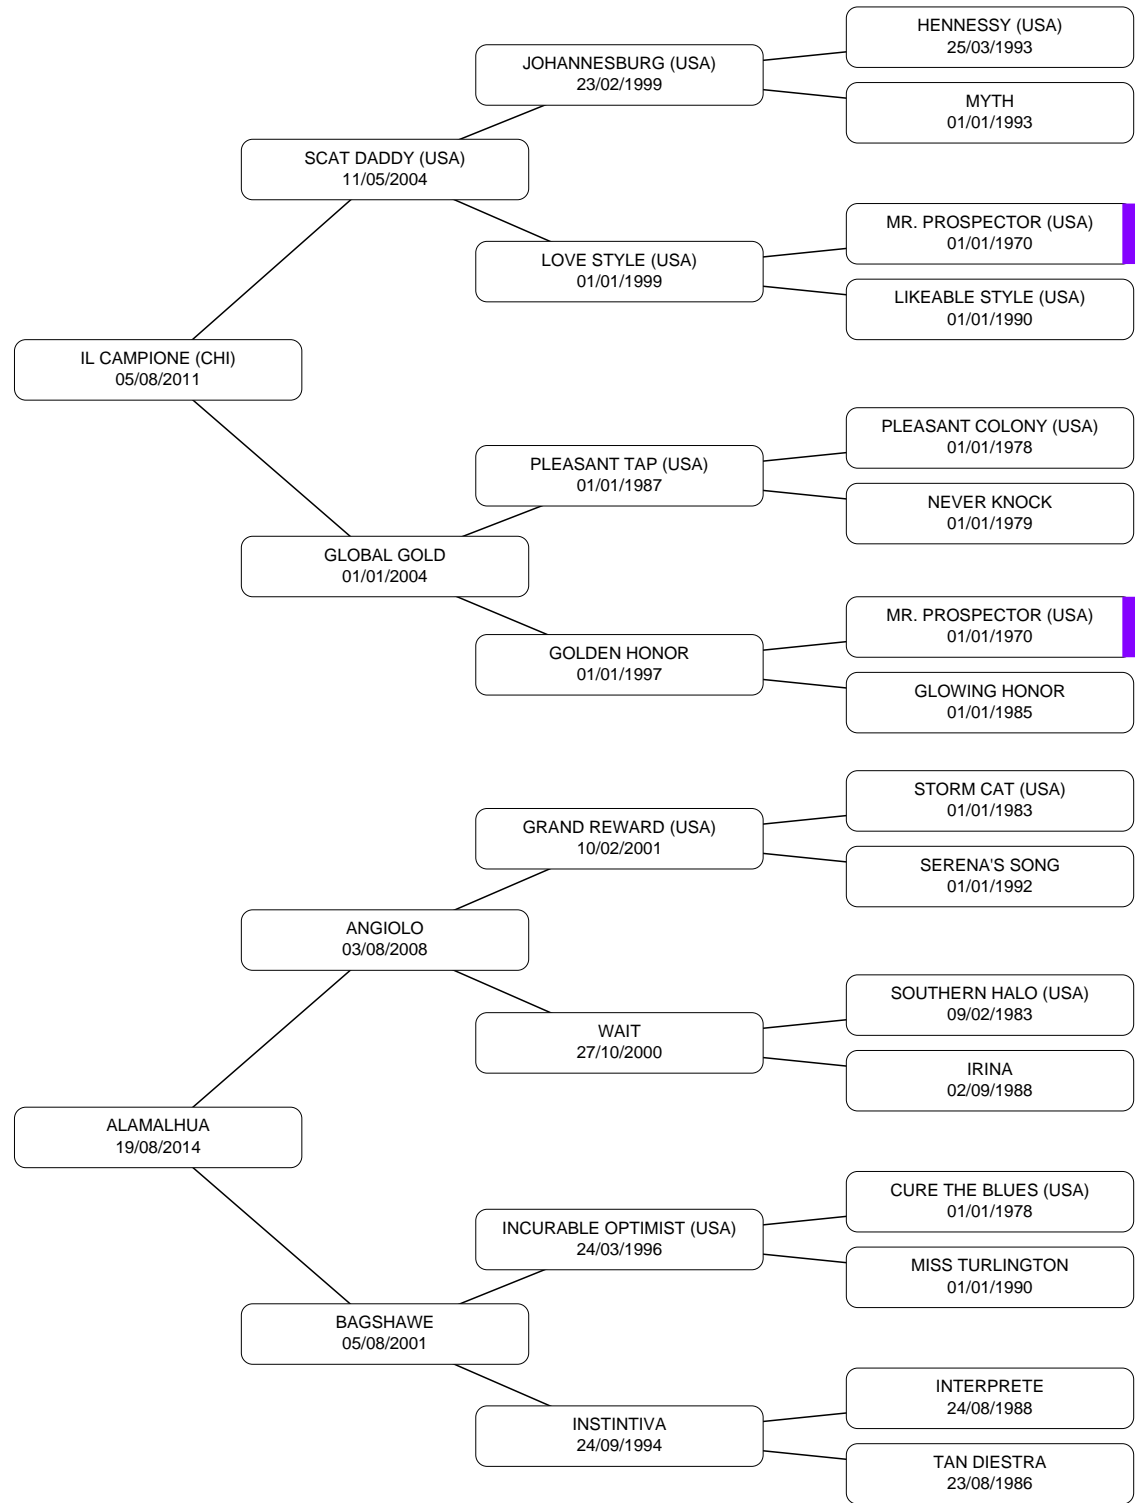 HENNESSY (USA)
25/03/1993
JOHANNESBURG (USA)
23/02/1999
MYTH
01/01/1993
SCAT DADDY (USA)
11/05/2004
MR. PROSPECTOR (USA)
01/01/1970
LOVE STYLE (USA)
01/01/1999
LIKEABLE STYLE (USA)
01/01/1990
IL CAMPIONE (CHI)
05/08/2011
PLEASANT COLONY (USA)
01/01/1978
PLEASANT TAP (USA)
01/01/1987
NEVER KNOCK
01/01/1979
GLOBAL GOLD
01/01/2004
MR. PROSPECTOR (USA)
01/01/1970
GOLDEN HONOR
01/01/1997
GLOWING HONOR
01/01/1985
STORM CAT (USA)
01/01/1983
GRAND REWARD (USA)
10/02/2001
SERENA'S SONG
01/01/1992
ANGIOLO
03/08/2008
SOUTHERN HALO (USA)
09/02/1983
WAIT
27/10/2000
IRINA
02/09/1988
ALAMALHUA
19/08/2014
CURE THE BLUES (USA)
01/01/1978
INCURABLE OPTIMIST (USA)
24/03/1996
MISS TURLINGTON
01/01/1990
BAGSHAWE
05/08/2001
INTERPRETE
24/08/1988
INSTINTIVA
24/09/1994
TAN DIESTRA
23/08/1986